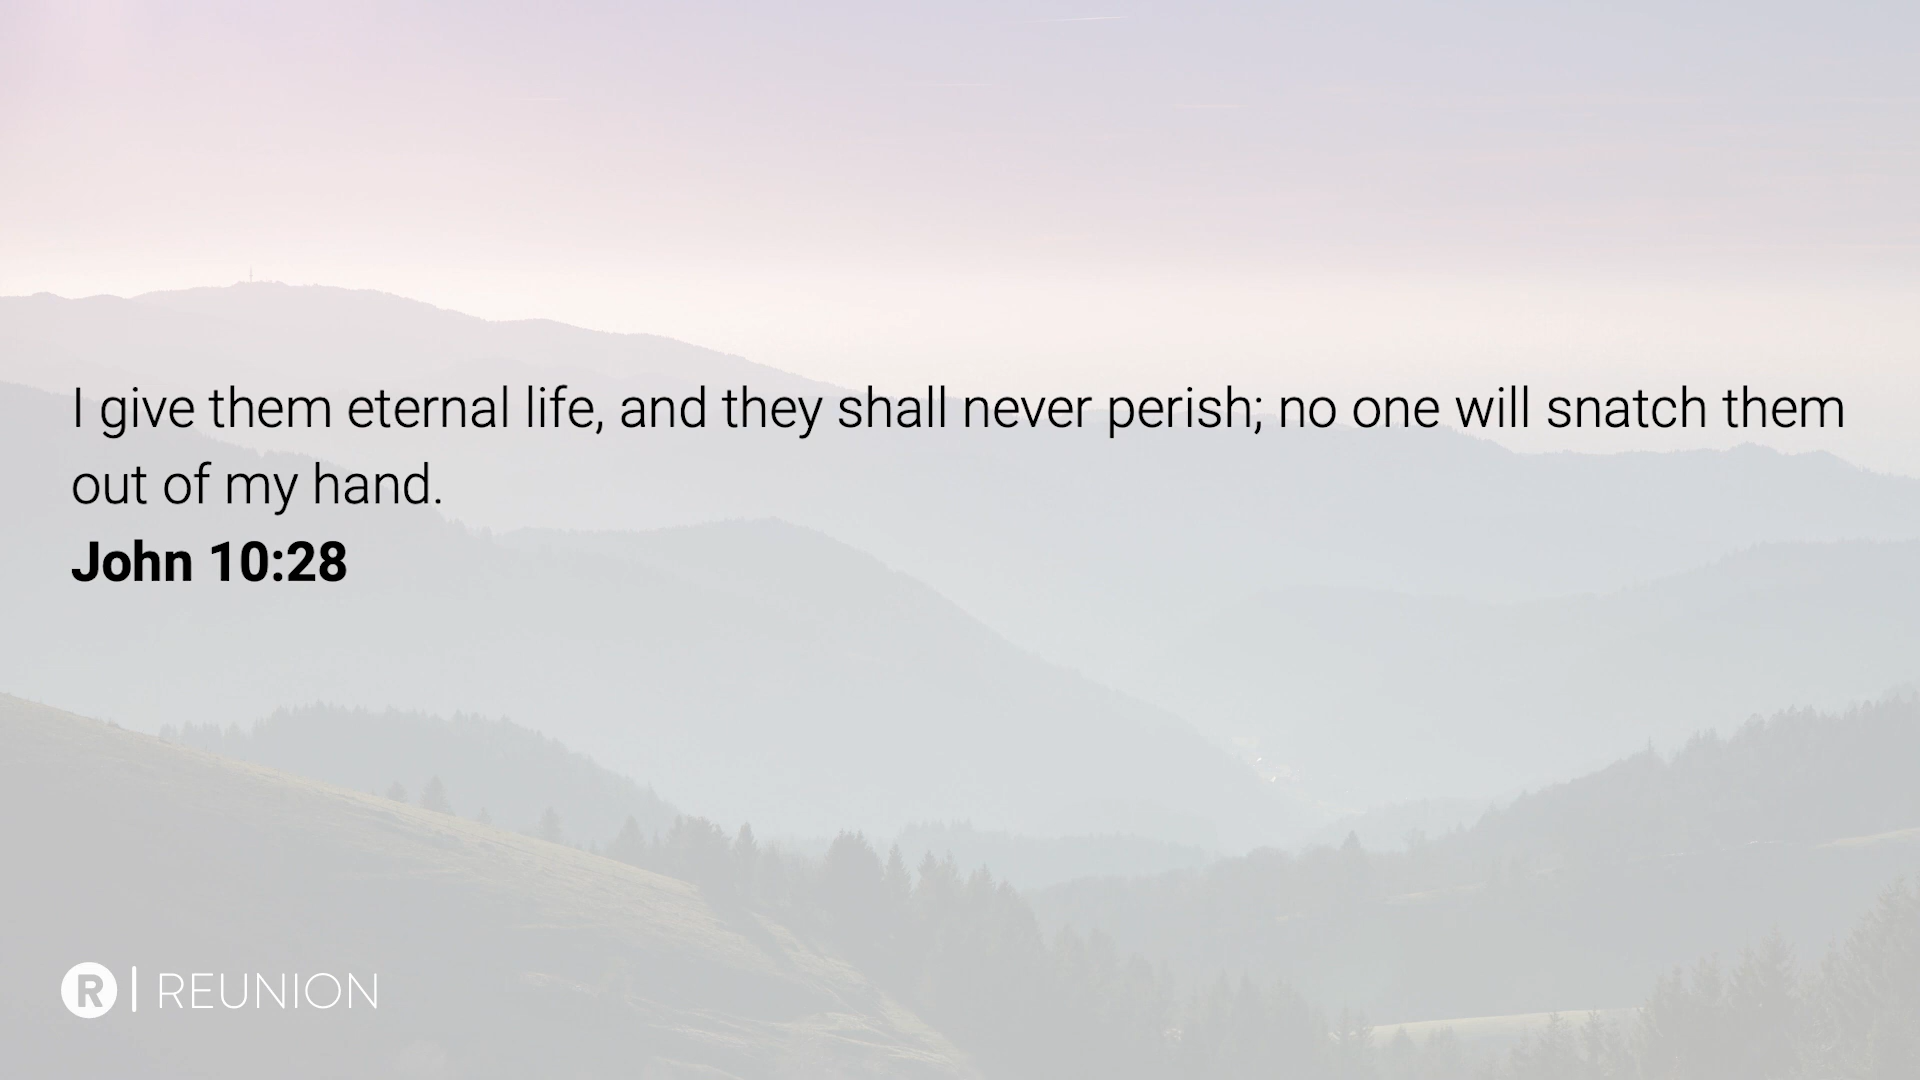 I give them eternal life, and they shall never perish; no one will snatch them
out of my hand.
John 10:28
R | REUNION